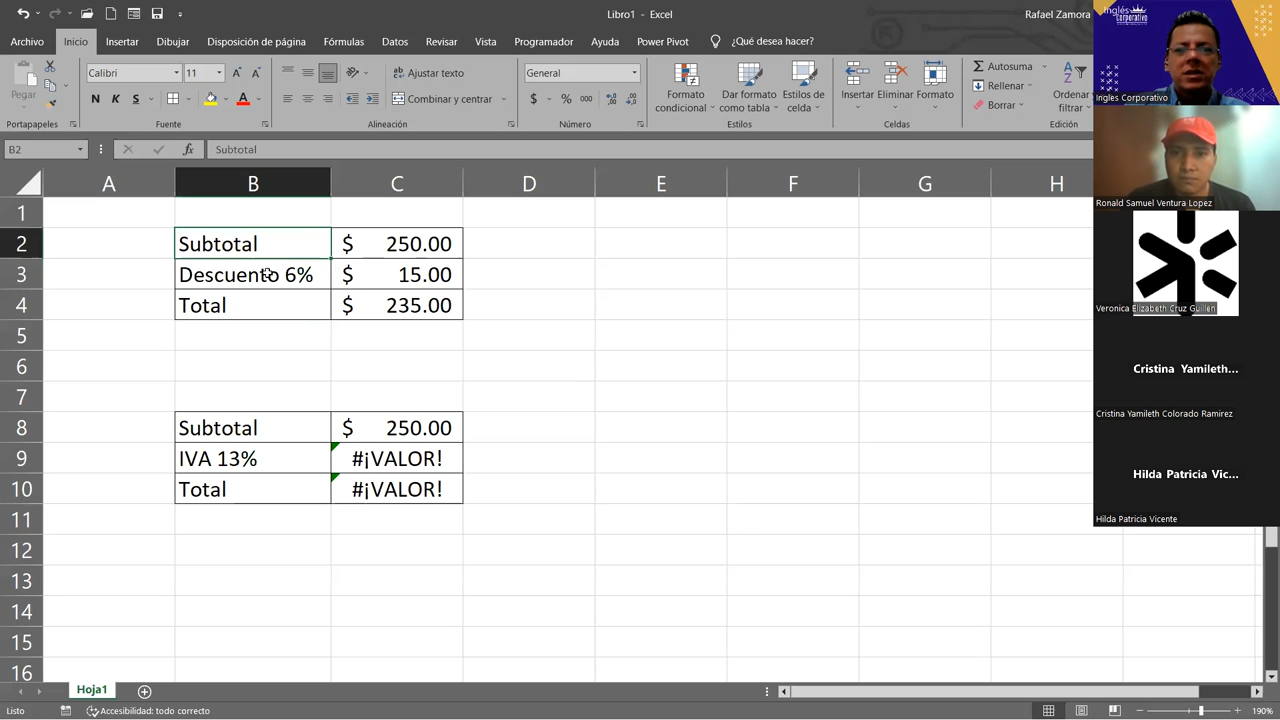 Libro1 - Excel
Rafael Zamora
Archivo Inicio Insertar Dibujar Disposición de página Fórmulas Datos Revisar Vista Programador Ayuda Power Pivot ¿Qué desea hacer?
Pegar
Calibri 11
N K S
Ajustar texto
Combinar y centrar
General
$ % 000
Formato condicional
Dar formato como tabla
Estilos de celda
Insertar Eliminar Formato
Autosuma
Rellenar
Borrar
Ordenar filtrar
Portapapeles Fuente Alineación Número Estilos Celdas Edición
B2 fx Subtotal
A B C D E F G H
1
2 Subtotal $ 250.00
3 Descuento 6% $ 15.00
4 Total $ 235.00
5
6
7
8 Subtotal $ 250.00
9 IVA 13% #¡VALOR!
10 Total #¡VALOR!
11
12
13
14
15
16
Hoja1
Listo Accesibilidad: todo correcto 190%
Inglés Corporativo
Ingles Corporativo
Ronald Samuel Ventura Lopez
Veronica Elizabeth Cruz Guillen
Cristina Yamileth...
Cristina Yamileth Colorado Ramirez
Hilda Patricia Vic...
Hilda Patricia Vicente